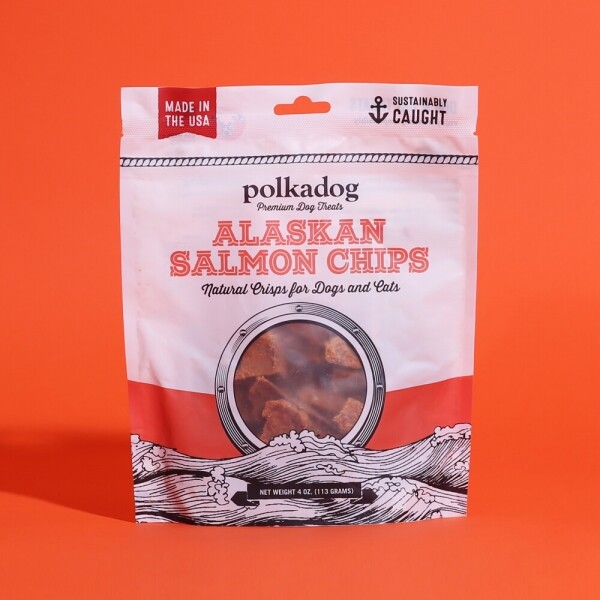 MADE IN
THE USA
SUSTAINABLY
CAUGHT
polkadog
Premium Dog Treats
ALASKAN
SALMON CHIPS
Natural Crisps for Dogs and Cats
NET WEIGHT 4 OZ. (113 GRAMS)